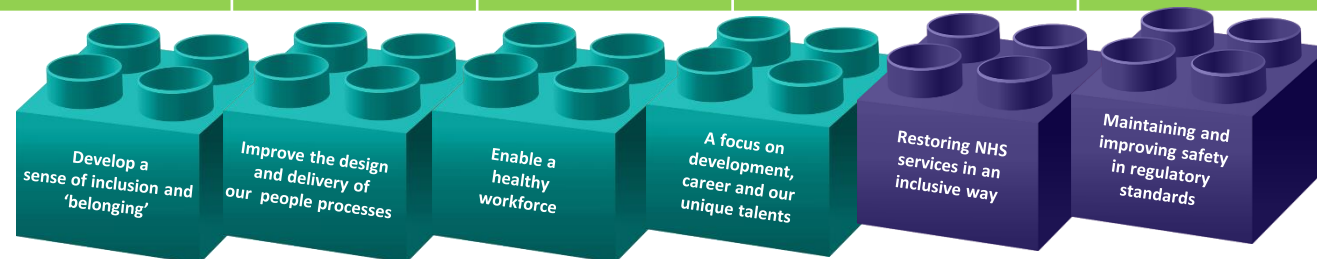 Develop a
sense of inclusion and
‘belonging’
Improve the design
and delivery of
our people processes
Enable a
healthy
workforce
A focus on
development,
career and our
unique talents
Restoring NHS
services in an
inclusive way
Maintaining and
improving safety
in regulatory
standards